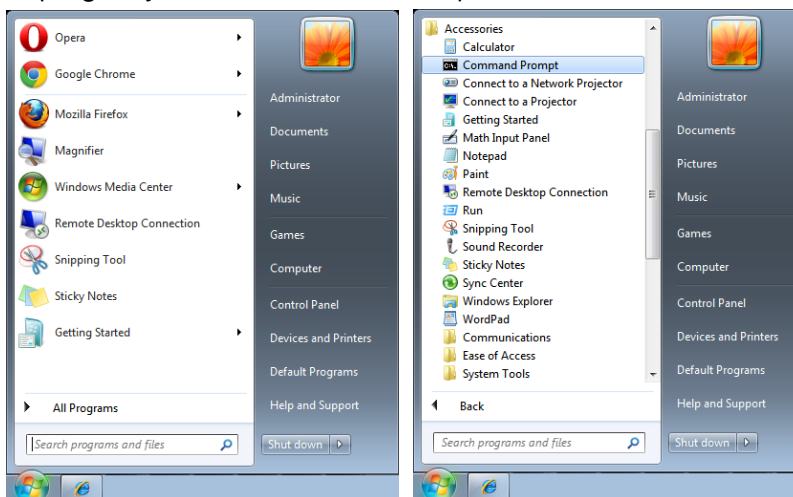 Opera
Google Chrome
Mozilla Firefox
Magnifier
Windows Media Center
Remote Desktop Connection
Snipping Tool
Sticky Notes
Getting Started
All Programs
Search programs and files
Administrator
Documents
Pictures
Music
Games
Computer
Control Panel
Devices and Printers
Default Programs
Help and Support
Shut down
Accessories
Calculator
Command Prompt
Connect to a Network Projector
Connect to a Projector
Getting Started
Math Input Panel
Notepad
Paint
Remote Desktop Connection
Run
Snipping Tool
Sound Recorder
Sticky Notes
Sync Center
Windows Explorer
WordPad
Communications
Ease of Access
System Tools
Back
Search programs and files
Administrator
Documents
Pictures
Music
Games
Computer
Control Panel
Devices and Printers
Default Programs
Help and Support
Shut down